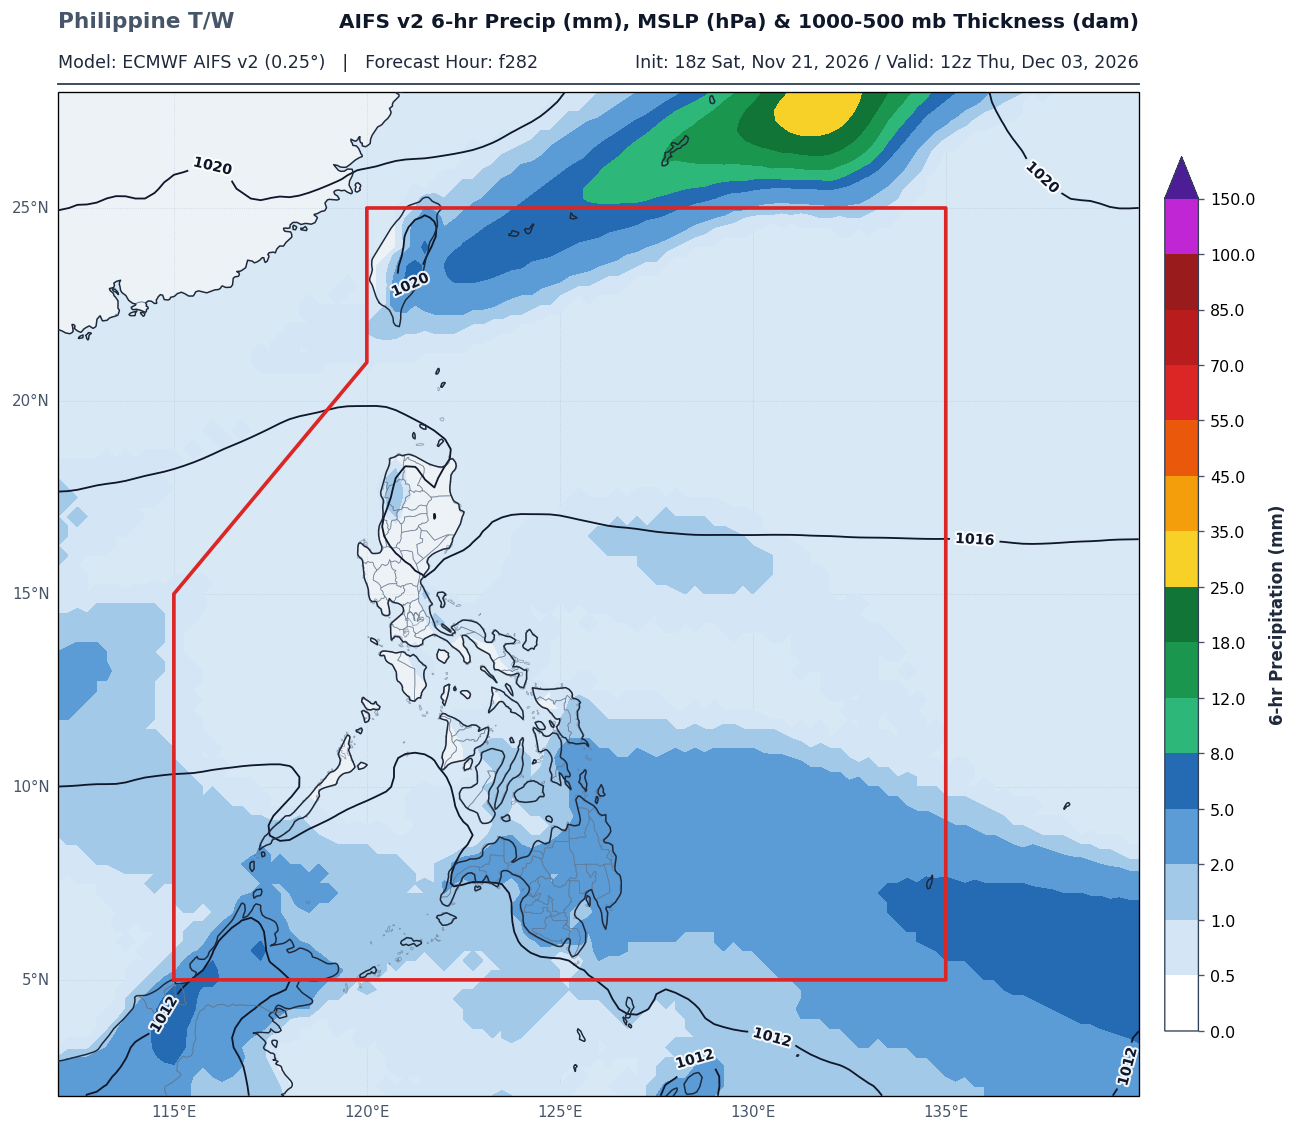 Philippine T/W
AIFS v2 6-hr Precip (mm), MSLP (hPa) & 1000-500 mb Thickness (dam)
Model: ECMWF AIFS v2 (0.25°) | Forecast Hour: f282
Init: 18z Sat, Nov 21, 2026 / Valid: 12z Thu, Dec 03, 2026
1020
1020
1020
1016
1012
1012
1012
1012
25°N
20°N
15°N
10°N
5°N
115°E
120°E
125°E
130°E
135°E
150.0
100.0
85.0
70.0
55.0
45.0
35.0
25.0
18.0
12.0
8.0
5.0
2.0
1.0
0.5
0.0
6-hr Precipitation (mm)